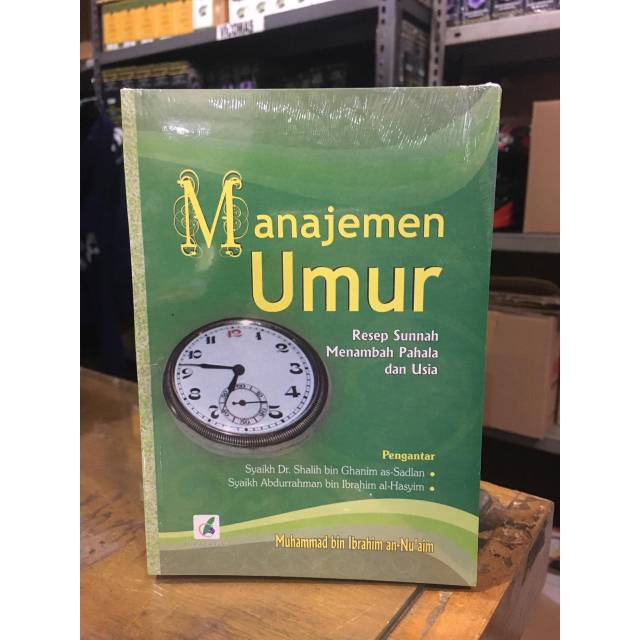 Manajemen
Umur
Resep Sunnah
Menambah Pahala
dan Usia
Pengantar
Syaikh Dr. Shalih bin Ghanim as-Sadlan •
Syaikh Abdurrahman bin Ibrahim al-Hasyim •
Muhammad bin Ibrahim an-Nu'aim